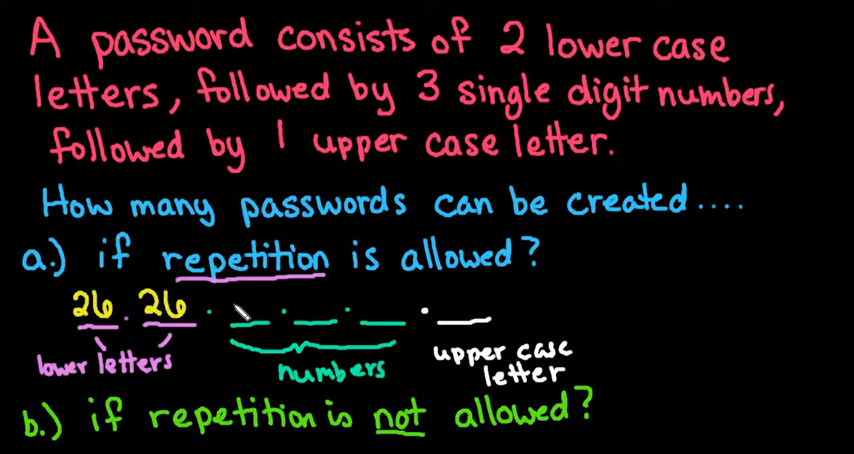 A password consists of 2 lower case
letters, followed by 3 single digit numbers,
followed by 1 upper case letter.
How many passwords can be created....
a.) if repetition is allowed?
26 . 26 . __ . __ . __ . __
lower letters
numbers
upper case
letter
b.) if repetition is not allowed?